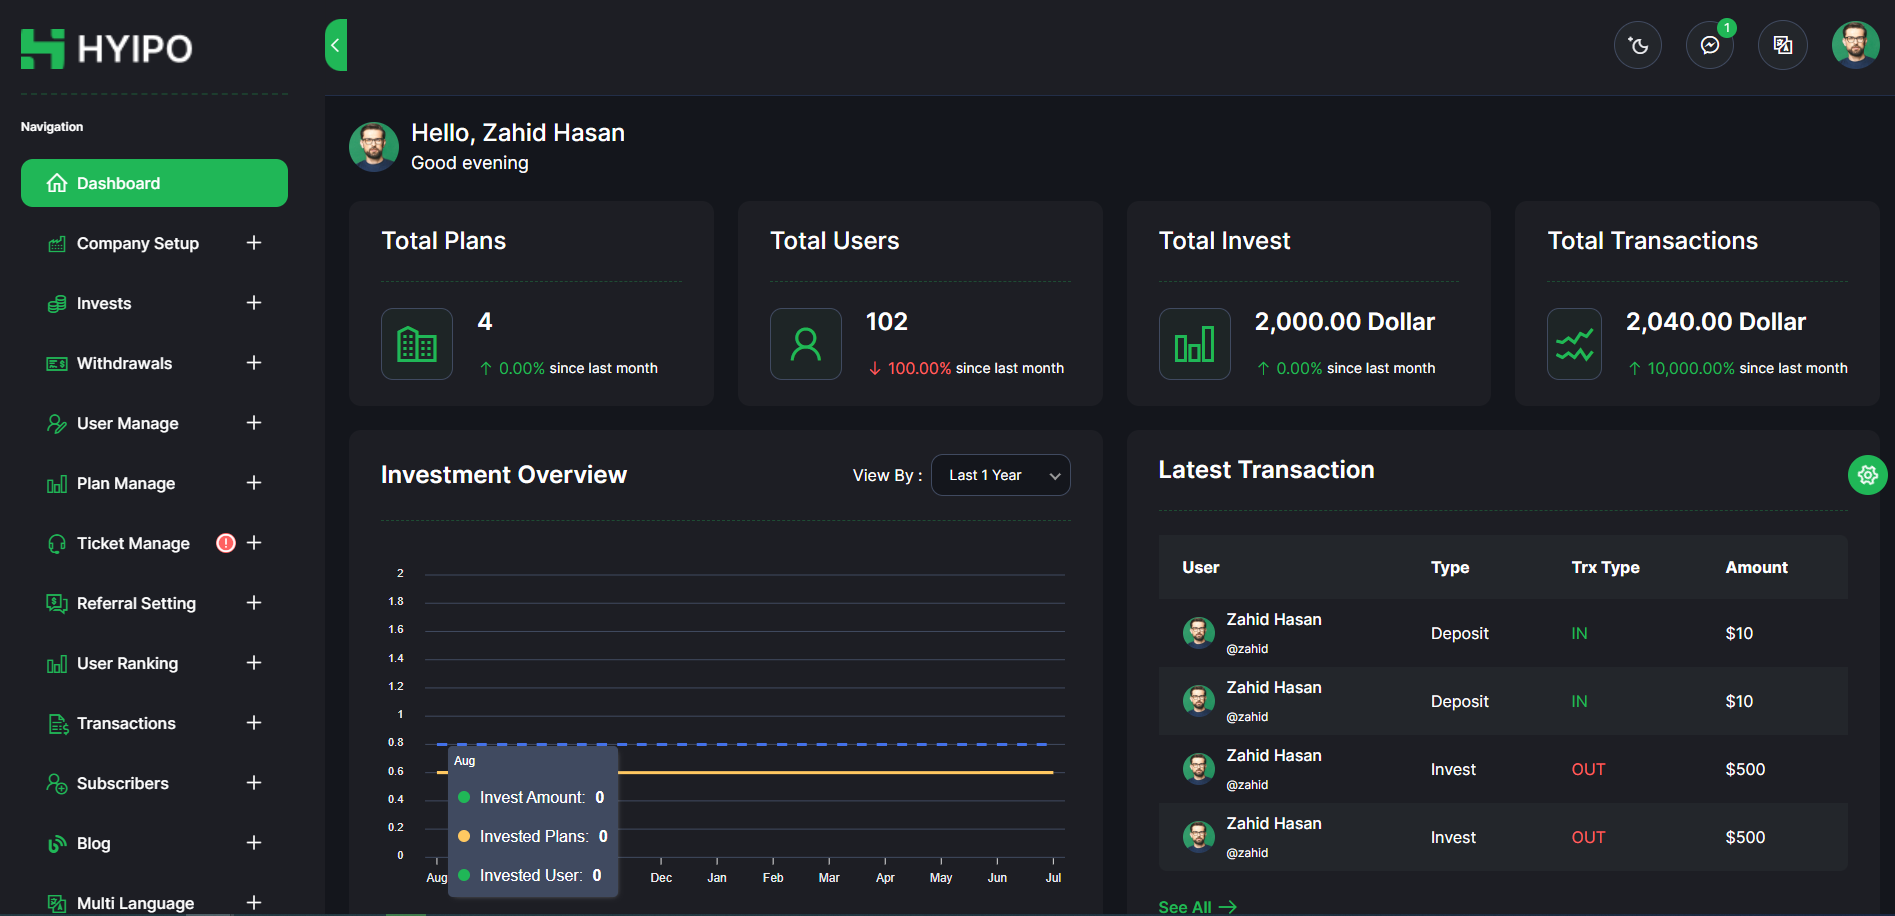 HYIPO
1
Navigation
Dashboard
Company Setup
Invests
Withdrawals
User Manage
Plan Manage
Ticket Manage
Referral Setting
User Ranking
Transactions
Subscribers
Blog
Multi Language
Hello, Zahid Hasan
Good evening
Total Plans
4
0.00% since last month
Total Users
102
100.00% since last month
Total Invest
2,000.00 Dollar
0.00% since last month
Total Transactions
2,040.00 Dollar
10,000.00% since last month
Investment Overview
View By : Last 1 Year
2
1.8
1.6
1.4
1.2
1
0.8
0.6
0.4
0.2
0
Aug
Invest Amount: 0
Invested Plans: 0
Invested User: 0
Aug Dec Jan Feb Mar Apr May Jun Jul
Latest Transaction
User Type Trx Type Amount
Zahid Hasan
@zahid
Deposit IN $10
Zahid Hasan
@zahid
Deposit IN $10
Zahid Hasan
@zahid
Invest OUT $500
Zahid Hasan
@zahid
Invest OUT $500
See All